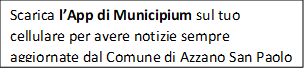 Scarica l’App di Municipium sul tuo
cellulare per avere notizie sempre
aggiornate dal Comune di Azzano San Paolo